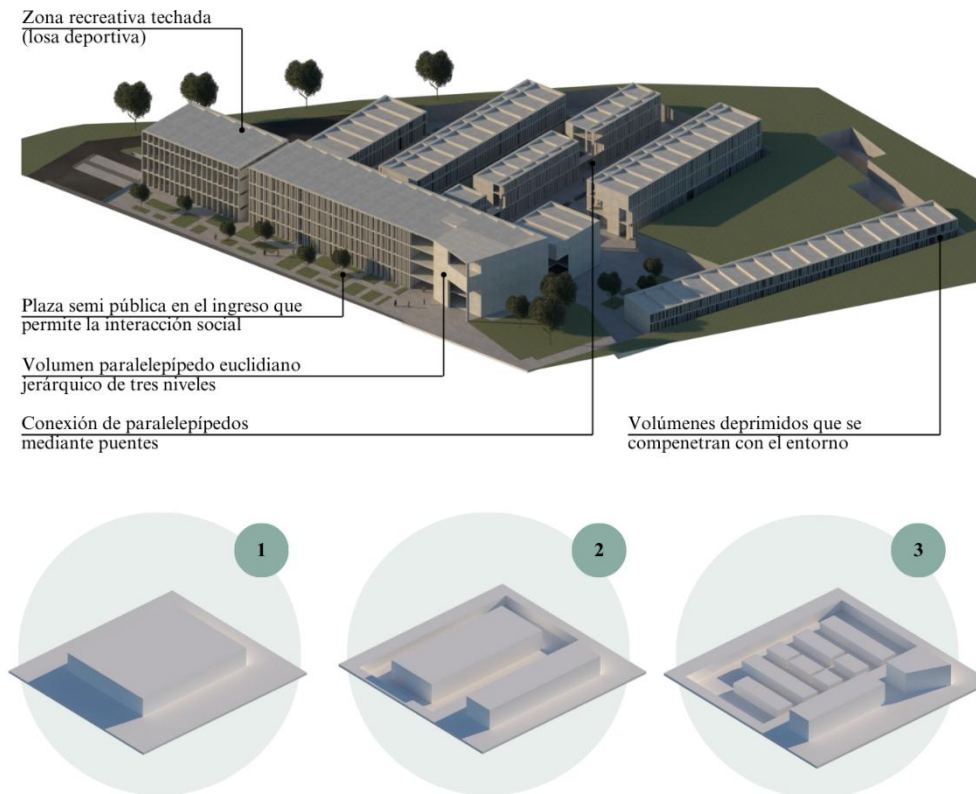 Zona recreativa techada
(losa deportiva)
Plaza semi pública en el ingreso que
permite la interacción social
Volumen paralelepípedo euclidiano
jerárquico de tres niveles
Conexión de paralelepípedos
mediante puentes
Volúmenes deprimidos que se
compenetran con el entorno
1
2
3